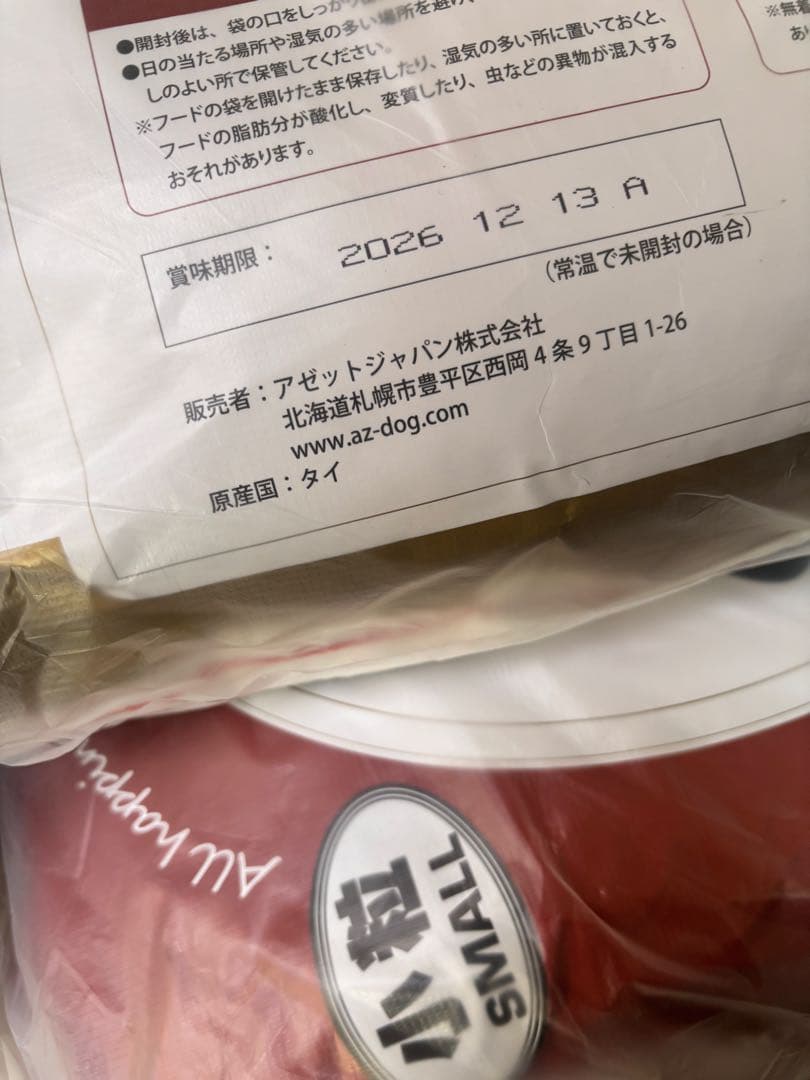 ●開封後は、袋の口をしっかり
●日の当たる場所や湿気の多い場所を避け、
しのよい所で保管してください。
※フードの袋を開けたまま保存したり、湿気の多い所に置いておくと、
フードの脂肪分が酸化し、変質したり、虫などの異物が混入する
おそれがあります。
※無着
あり
賞味期限： 2026 12 13 A
（常温で未開封の場合）
販売者：アゼットジャパン株式会社
北海道札幌市豊平区西岡4条9丁目1-26
www.az-dog.com
原産国：タイ
All happin
小粒
SMALL